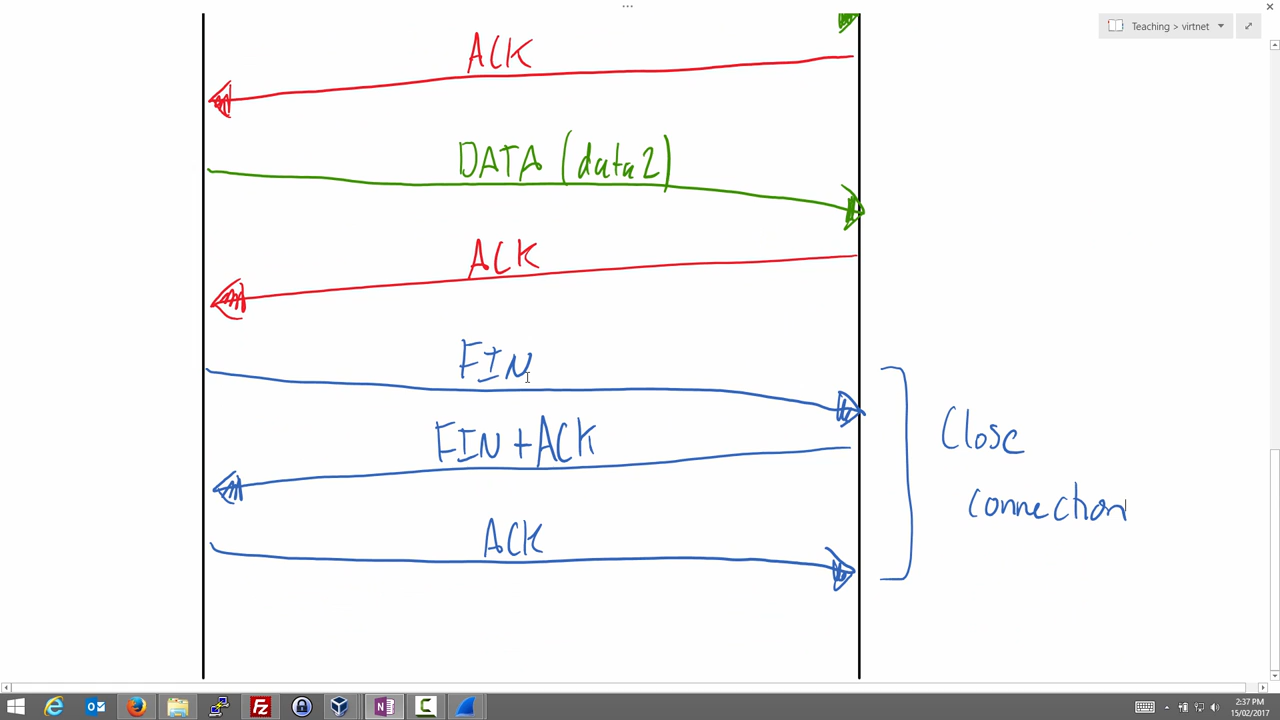 Teaching > virtnet
ACK
DATA (data2)
ACK
FIN
FIN+ACK
ACK
Close
connection
2:37 PM
15/02/2017